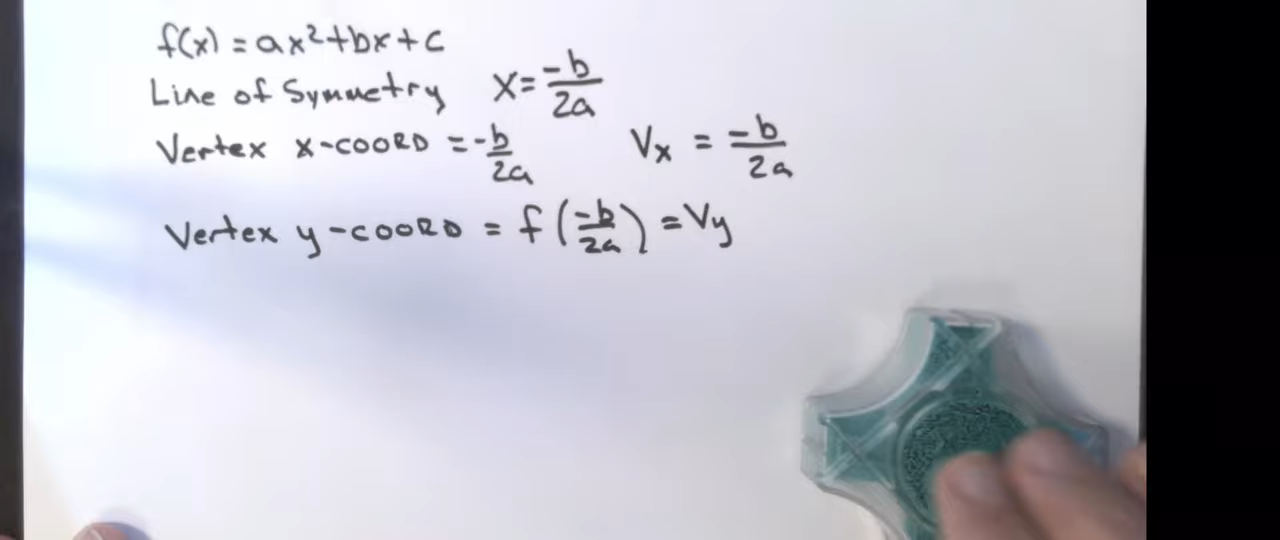 f(x) = ax²+bx+c
Line of Symmetry x = -b/2a
Vertex x-COORD = -b/2a Vx = -b/2a
Vertex y-COORD = f(-b/2a) = Vy